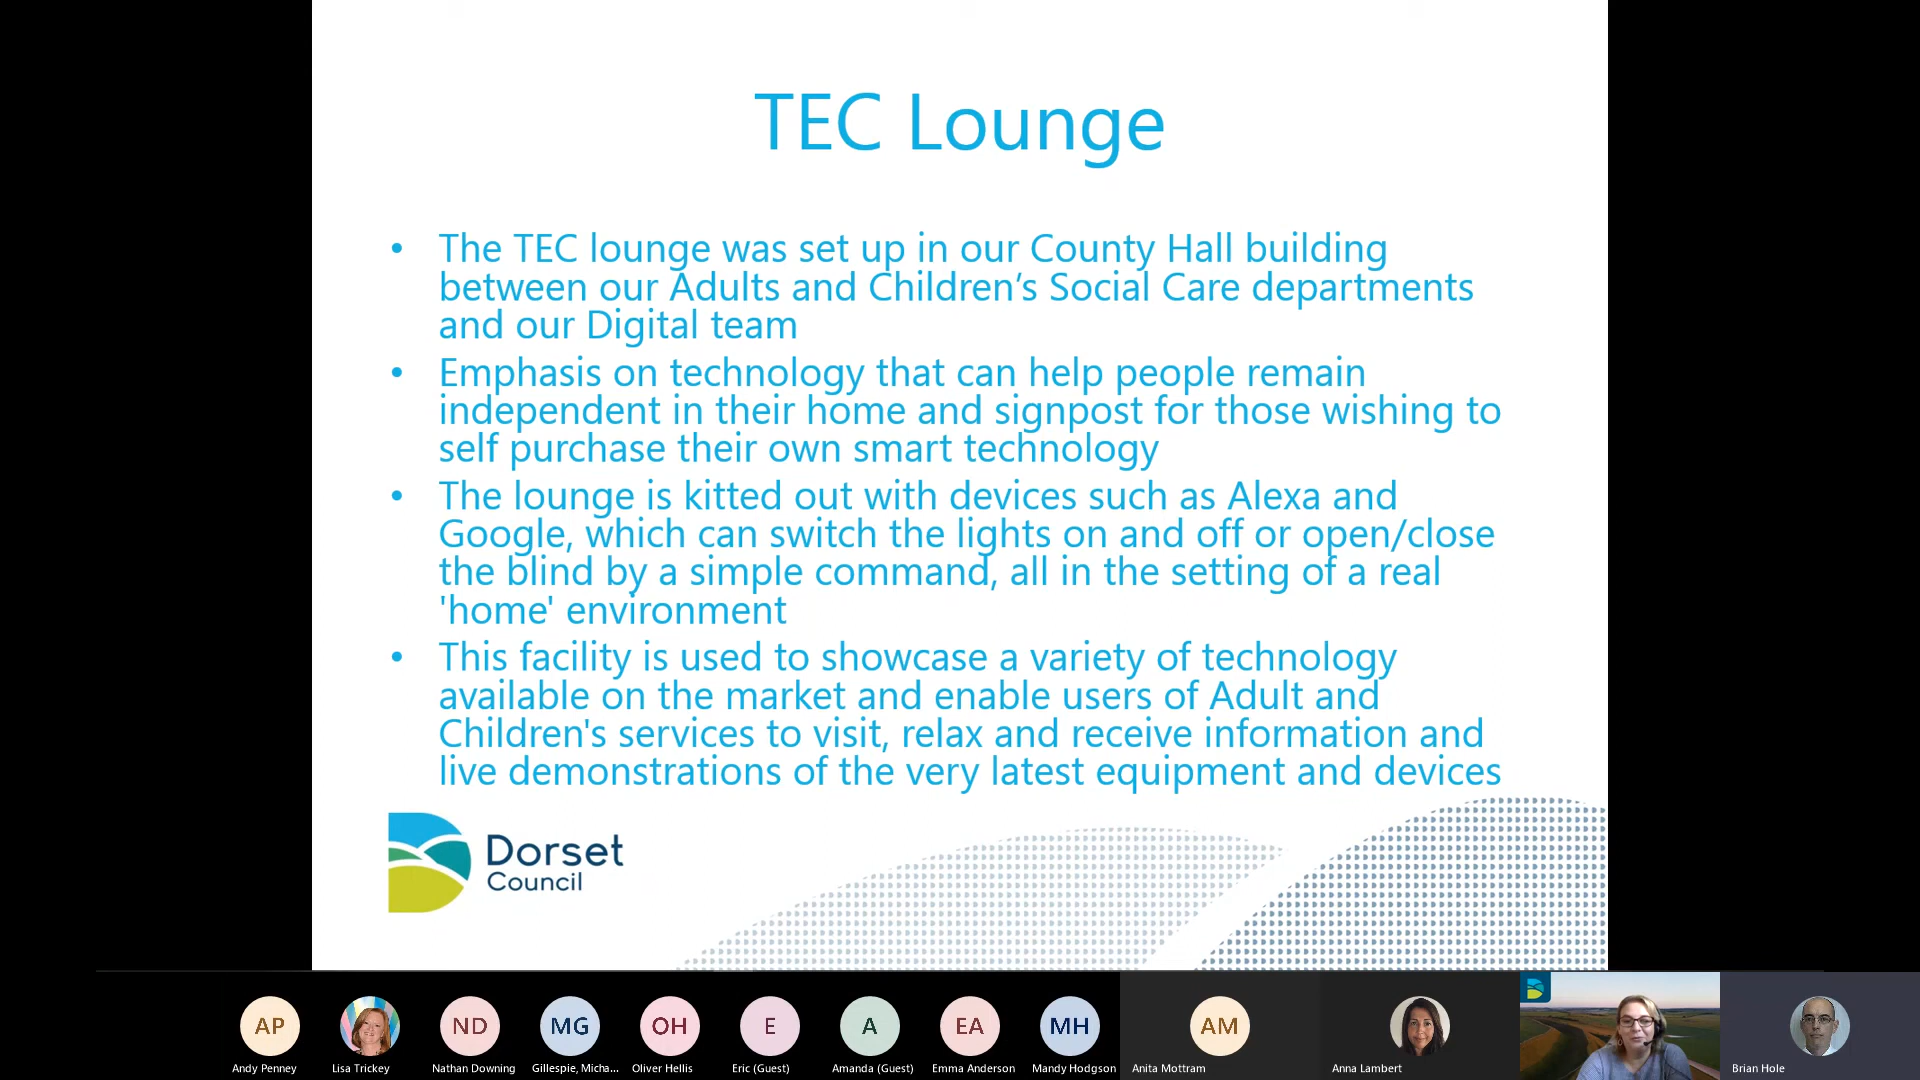 TEC Lounge
• The TEC lounge was set up in our County Hall building
between our Adults and Children’s Social Care departments
and our Digital team
• Emphasis on technology that can help people remain
independent in their home and signpost for those wishing to
self purchase their own smart technology
• The lounge is kitted out with devices such as Alexa and
Google, which can switch the lights on and off or open/close
the blind by a simple command, all in the setting of a real
'home' environment
• This facility is used to showcase a variety of technology
available on the market and enable users of Adult and
Children's services to visit, relax and receive information and
live demonstrations of the very latest equipment and devices
Dorset
Council
AP
ND
MG
OH
E
A
EA
MH
AM
Andy Penney
Lisa Trickey
Nathan Downing
Gillespie, Micha...
Oliver Hellis
Eric (Guest)
Amanda (Guest)
Emma Anderson
Mandy Hodgson
Anita Mottram
Anna Lambert
Brian Hole